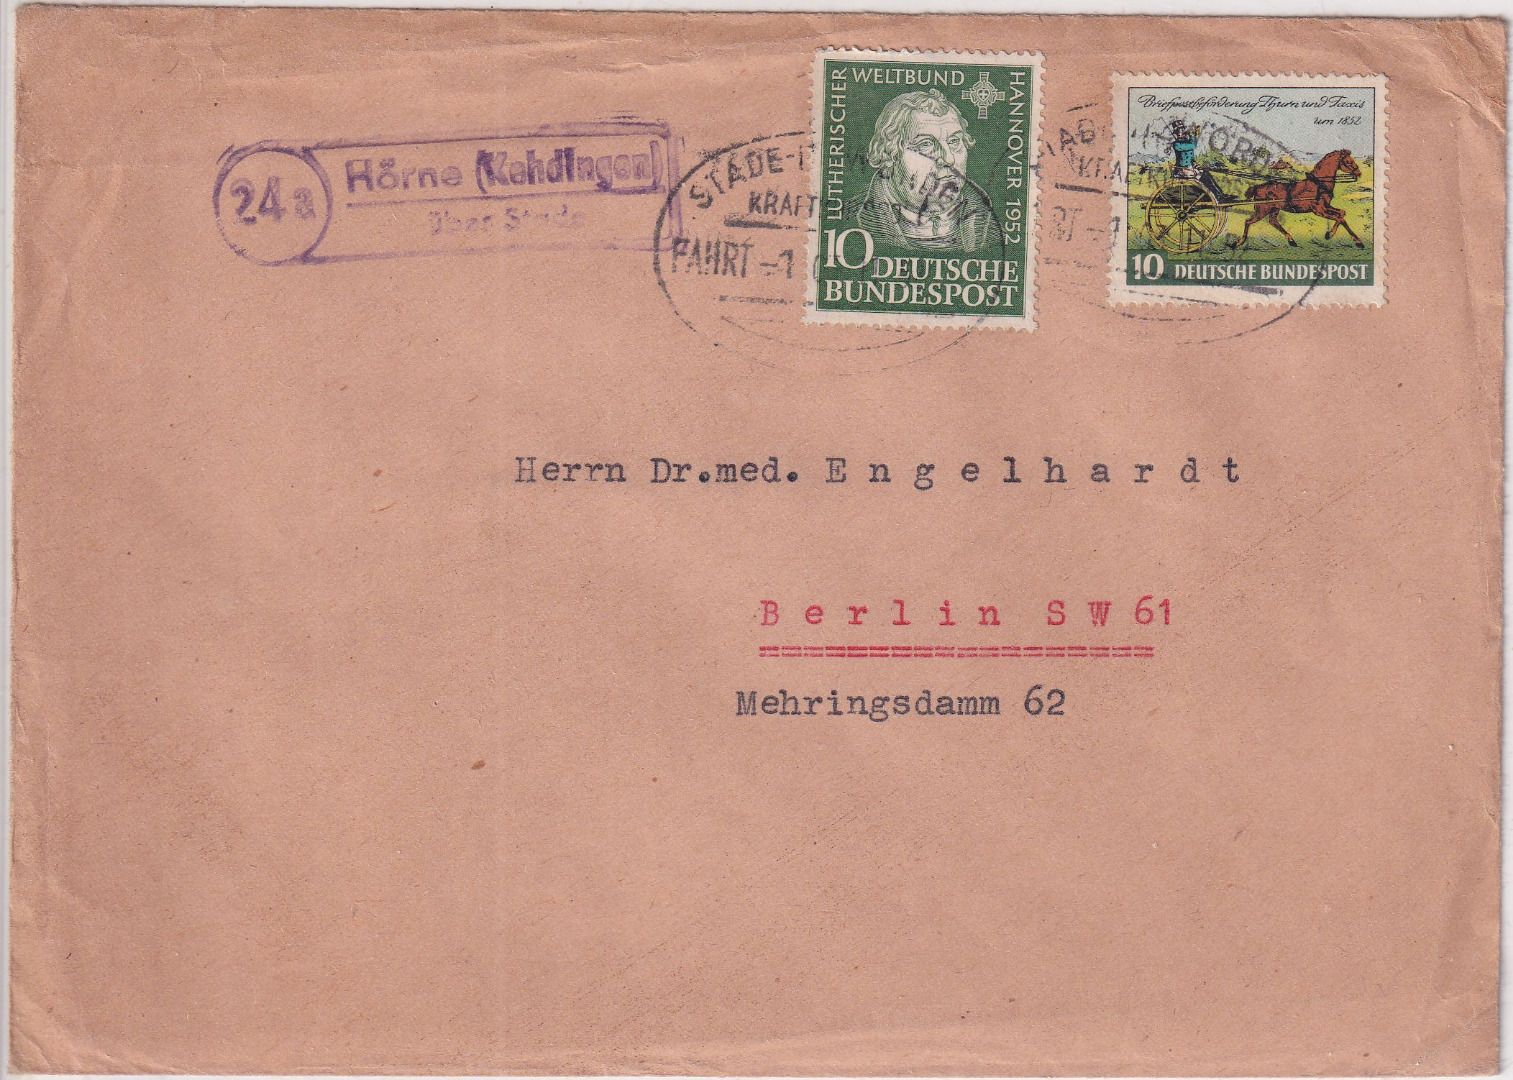 24a
Hörne (Kehdingen)
über Stade
STADE-
KRAFT
FAHRT -1
LUTHERISCHER WELTBUND HANNOVER 1952
10 DEUTSCHE
BUNDESPOST
Briefpostbeförderung Thurn und Taxis
um 1852
10 DEUTSCHE BUNDESPOST
Herrn Dr.med. Engelhardt
Berlin SW 61
Mehringsdamm 62